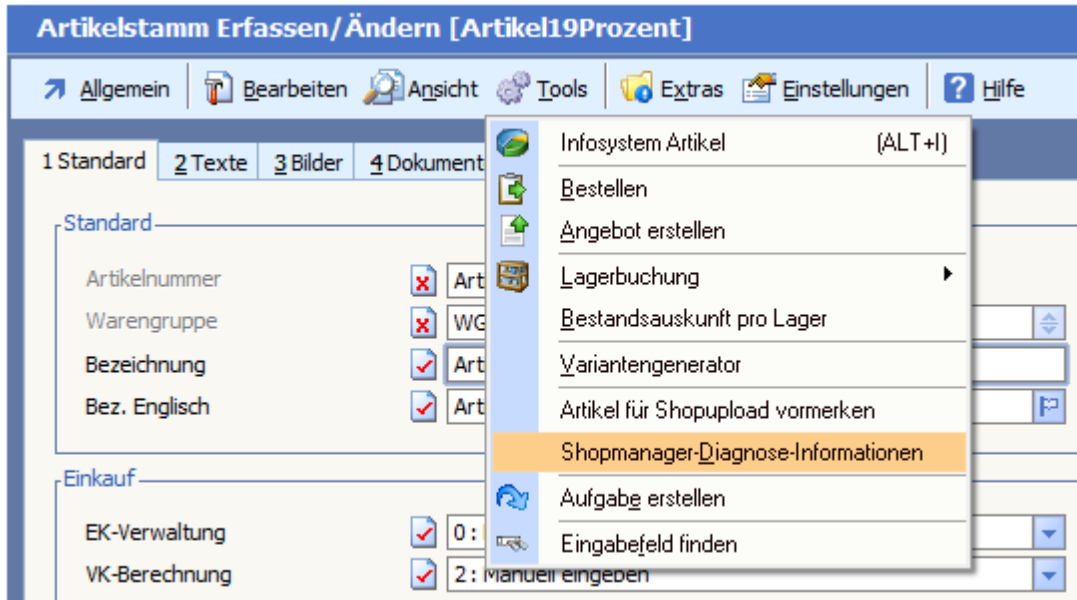 Artikelstamm Erfassen/Ändern [Artikel19Prozent]
Allgemein Bearbeiten Ansicht Tools Extras Einstellungen Hilfe
1 Standard 2 Texte 3 Bilder 4 Dokument
Infosystem Artikel (ALT+I)
Bestellen
Angebot erstellen
Lagerbuchung
Bestandsauskunft pro Lager
Variantengenerator
Artikel für Shopupload vormerken
Shopmanager-Diagnose-Informationen
Aufgabe erstellen
Eingabefeld finden
Standard
Artikelnummer Art
Warengruppe WG
Bezeichnung Art
Bez. Englisch Art
Einkauf
EK-Verwaltung 0 :
VK-Berechnung 2 : Manuell eingeben